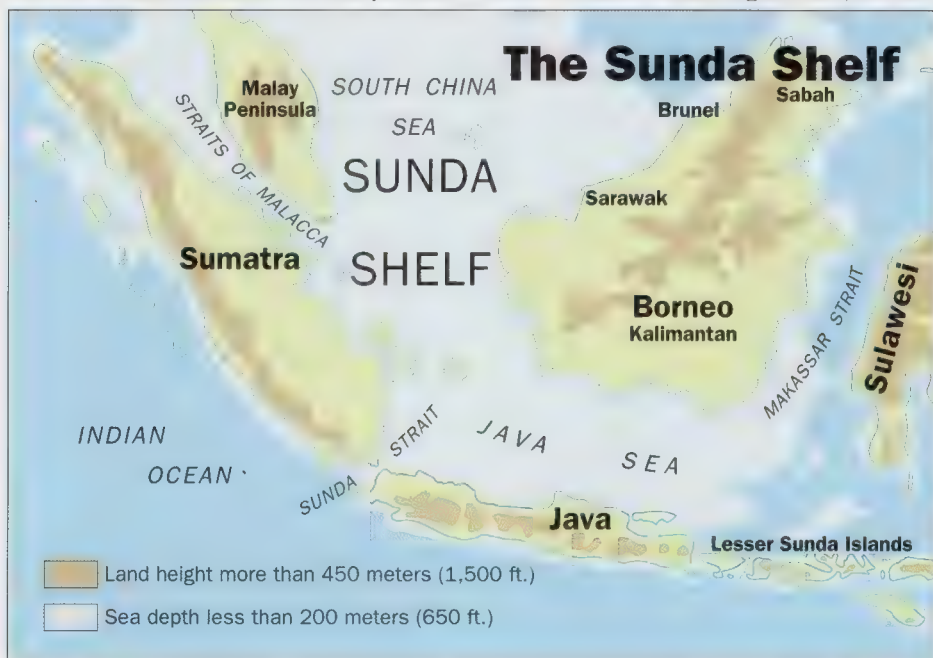 The Sunda Shelf
Malay
Peninsula
SOUTH CHINA
SEA
Brunei
Sabah
STRAITS OF MALACCA
SUNDA
SHELF
Sarawak
Sumatra
Borneo
Kalimantan
MAKASSAR STRAIT
Sulawesi
INDIAN
OCEAN
SUNDA STRAIT
JAVA SEA
Java
Lesser Sunda Islands
Land height more than 450 meters (1,500 ft.)
Sea depth less than 200 meters (650 ft.)